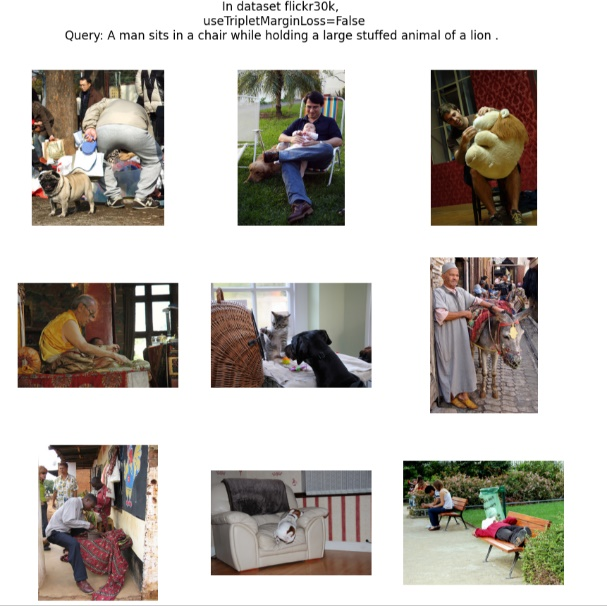 In dataset flickr30k,
useTripletMarginLoss=False
Query: A man sits in a chair while holding a large stuffed animal of a lion .